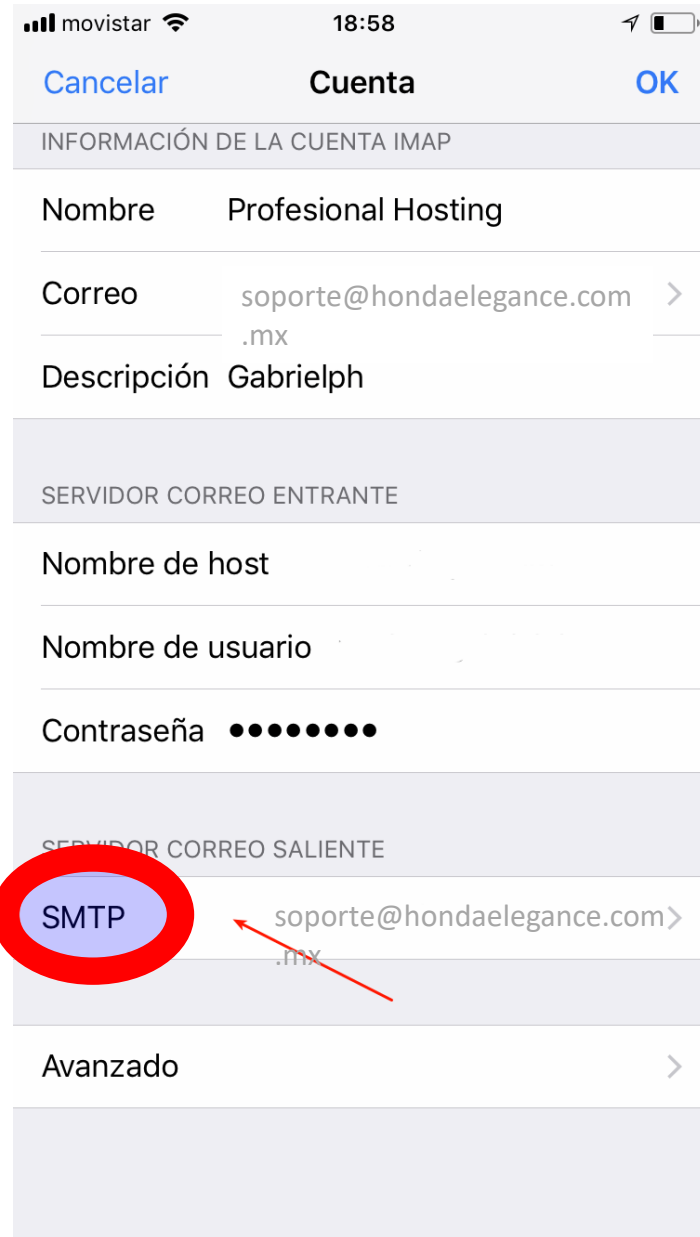 movistar 18:58
Cancelar Cuenta OK
INFORMACIÓN DE LA CUENTA IMAP
Nombre Profesional Hosting
Correo soporte@hondaelegance.com
.mx
Descripción Gabrielph
SERVIDOR CORREO ENTRANTE
Nombre de host
Nombre de usuario
Contraseña ••••••••
SERVIDOR CORREO SALIENTE
SMTP soporte@hondaelegance.com
.mx
Avanzado